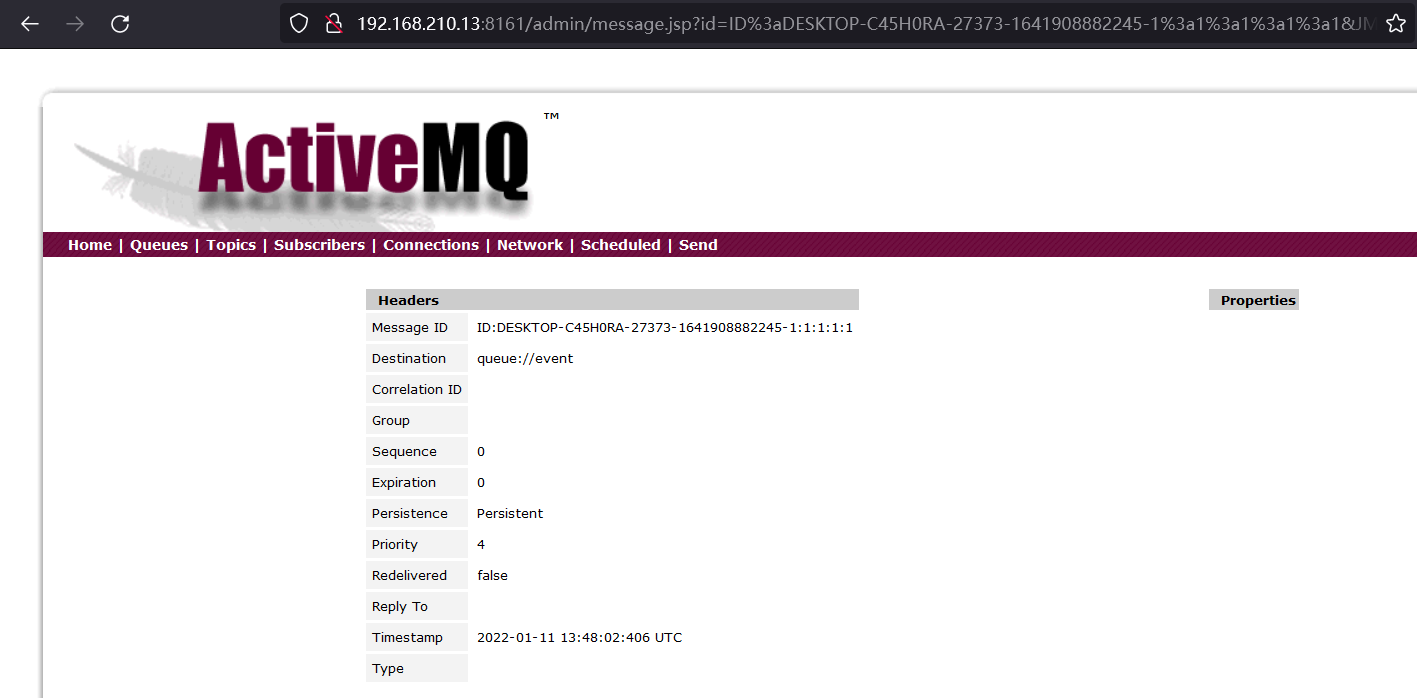 192.168.210.13:8161/admin/message.jsp?id=ID%3aDESKTOP-C45H0RA-27373-1641908882245-1%3a1%3a1%3a1%3a1&JM
ActiveMQ ™
Home | Queues | Topics | Subscribers | Connections | Network | Scheduled | Send
Headers
Message ID ID:DESKTOP-C45H0RA-27373-1641908882245-1:1:1:1:1
Destination queue://event
Correlation ID
Group
Sequence 0
Expiration 0
Persistence Persistent
Priority 4
Redelivered false
Reply To
Timestamp 2022-01-11 13:48:02:406 UTC
Type
Properties